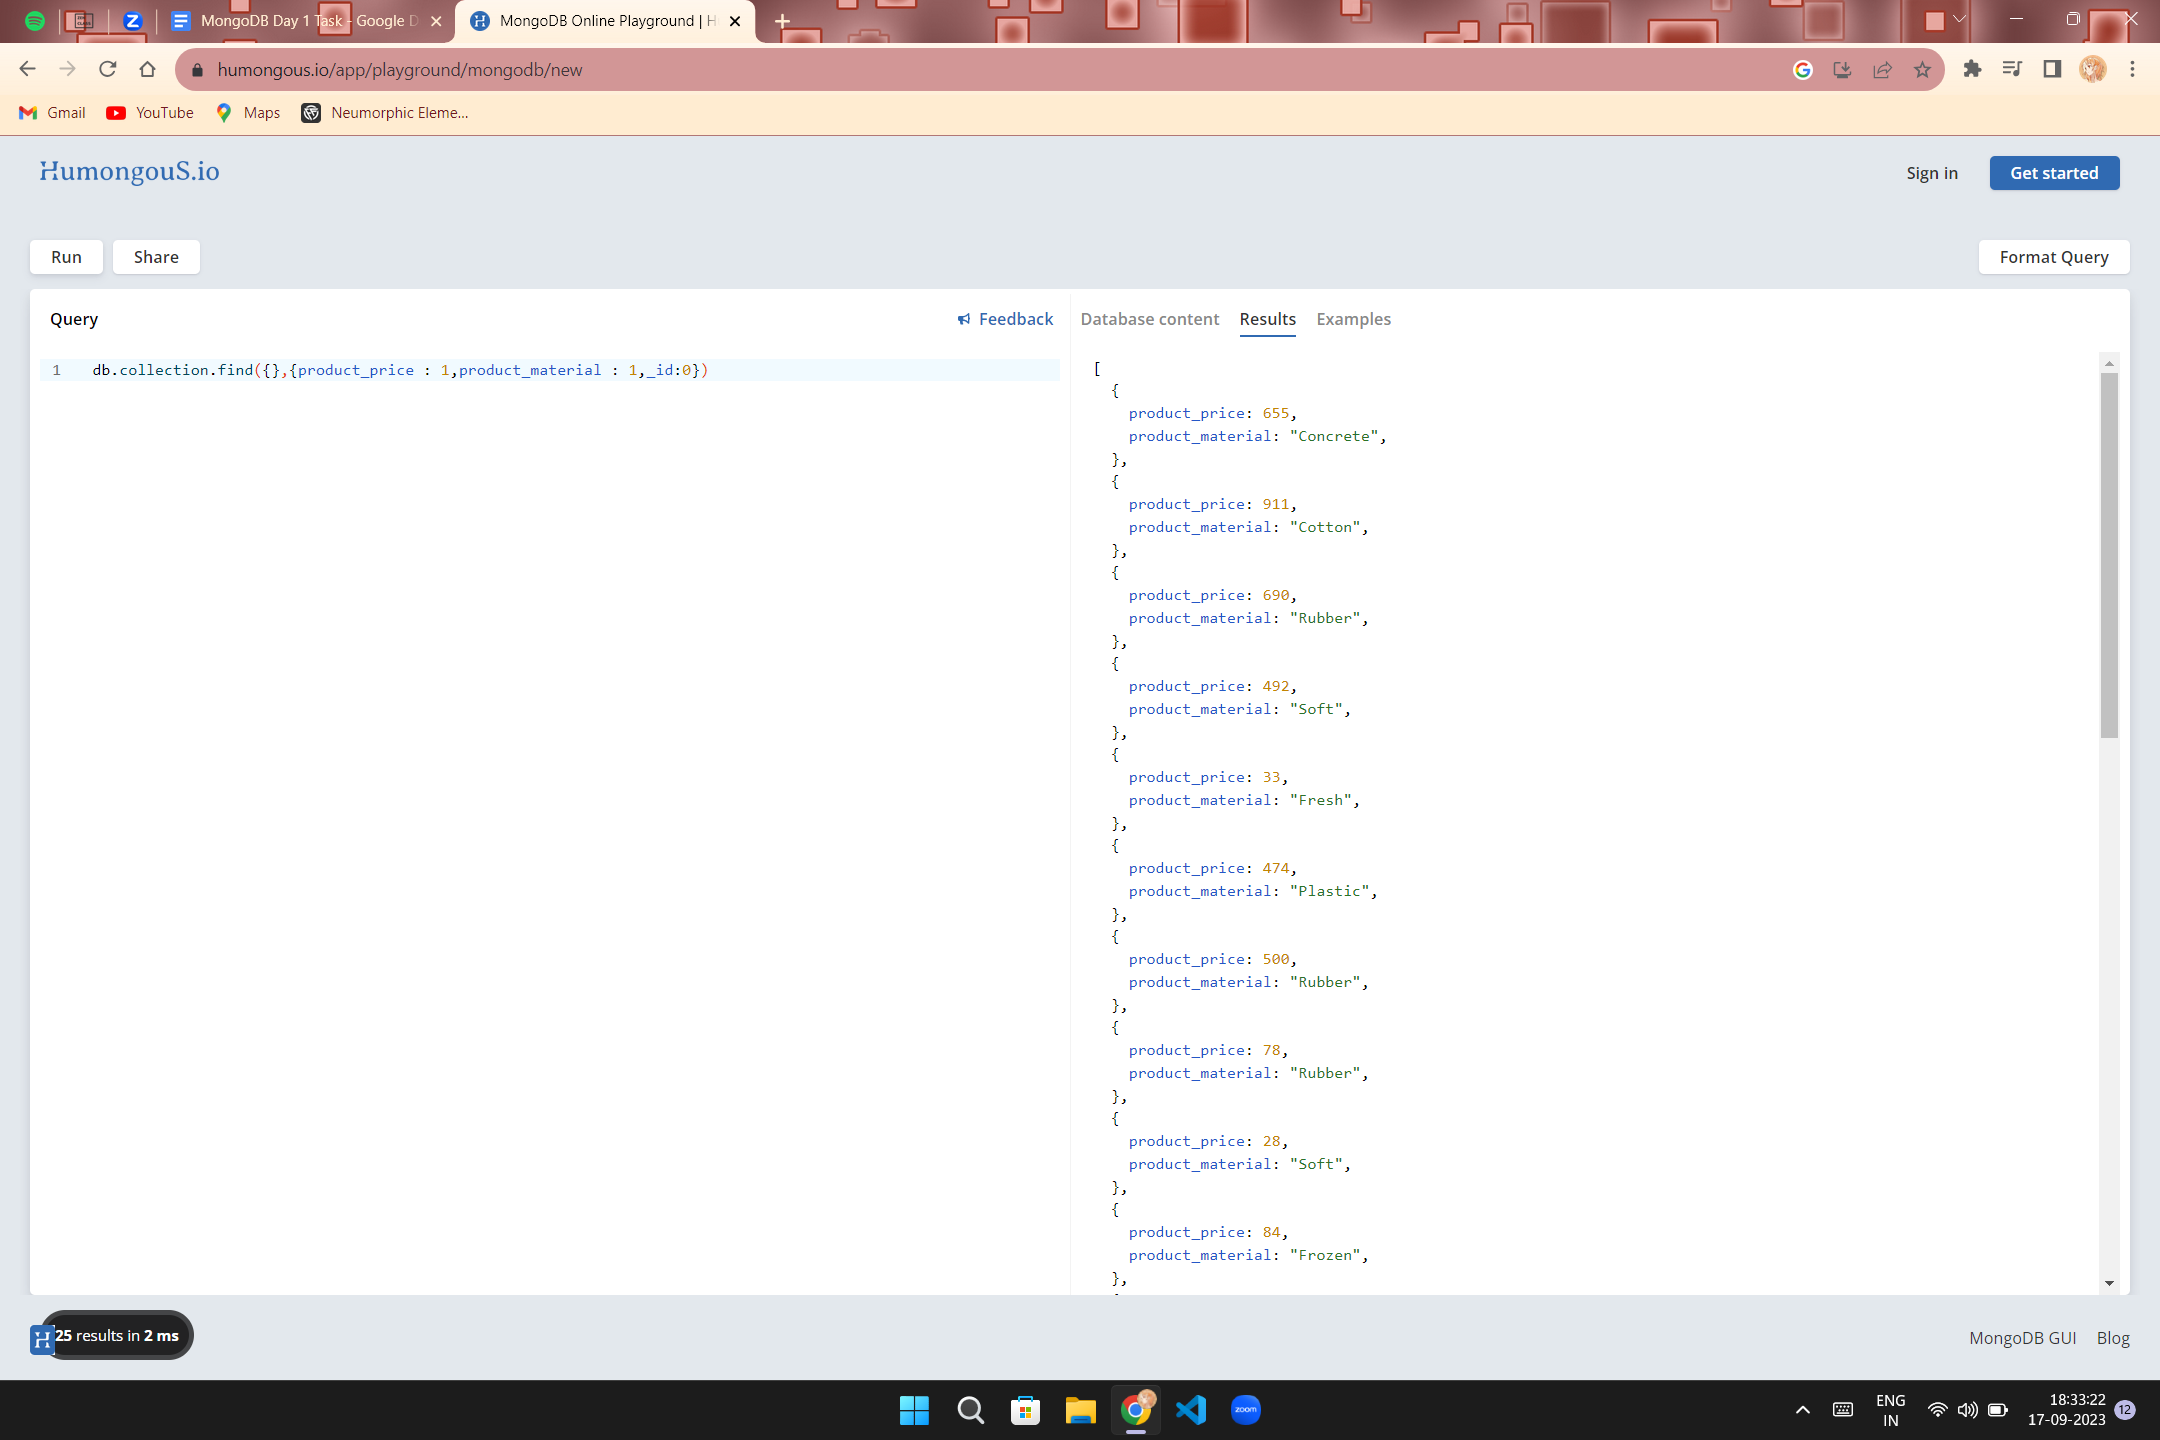 MongoDB Day 1 Task - Google D
MongoDB Online Playground | H
humongous.io/app/playground/mongodb/new
Gmail
YouTube
Maps
Neumorphic Eleme...
HumongouS.io
Sign in
Get started
Run
Share
Format Query
Query
Feedback
Database content
Results
Examples
1 db.collection.find({},{product_price : 1,product_material : 1,_id:0})
[
{
product_price: 655,
product_material: "Concrete",
},
{
product_price: 911,
product_material: "Cotton",
},
{
product_price: 690,
product_material: "Rubber",
},
{
product_price: 492,
product_material: "Soft",
},
{
product_price: 33,
product_material: "Fresh",
},
{
product_price: 474,
product_material: "Plastic",
},
{
product_price: 500,
product_material: "Rubber",
},
{
product_price: 78,
product_material: "Rubber",
},
{
product_price: 28,
product_material: "Soft",
},
{
product_price: 84,
product_material: "Frozen",
},
H
25 results in 2 ms
MongoDB GUI
Blog
zoom
ENG
IN
18:33:22
17-09-2023
12